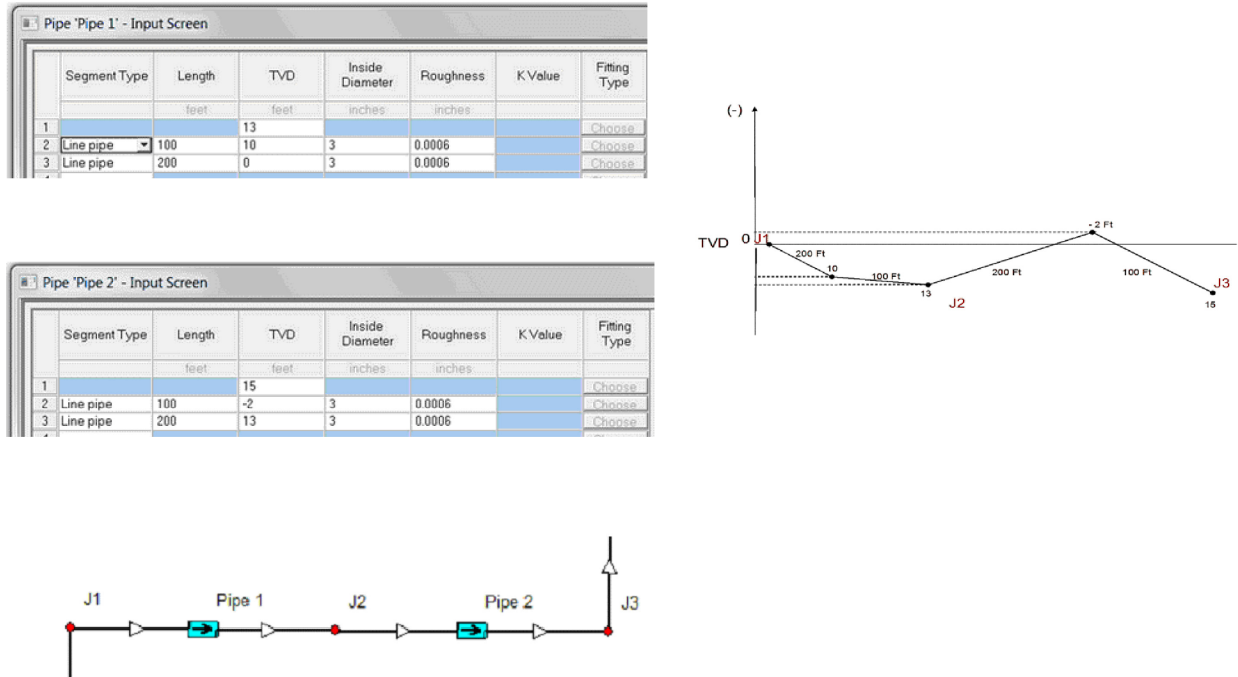 Pipe 'Pipe 1' - Input Screen
Segment Type Length TVD Inside Diameter Roughness K Value Fitting Type
feet feet inches inches
1 13 Choose
2 Line pipe 100 10 3 0.0006 Choose
3 Line pipe 200 0 3 0.0006 Choose
Pipe 'Pipe 2' - Input Screen
Segment Type Length TVD Inside Diameter Roughness K Value Fitting Type
feet feet inches inches
1 15 Choose
2 Line pipe 100 -2 3 0.0006 Choose
3 Line pipe 200 13 3 0.0006 Choose
(-)
- 2 Ft
TVD 0 J1
200 Ft
10
100 Ft
200 Ft
100 Ft
J3
13
J2
15
J1 Pipe 1 J2 Pipe 2 J3